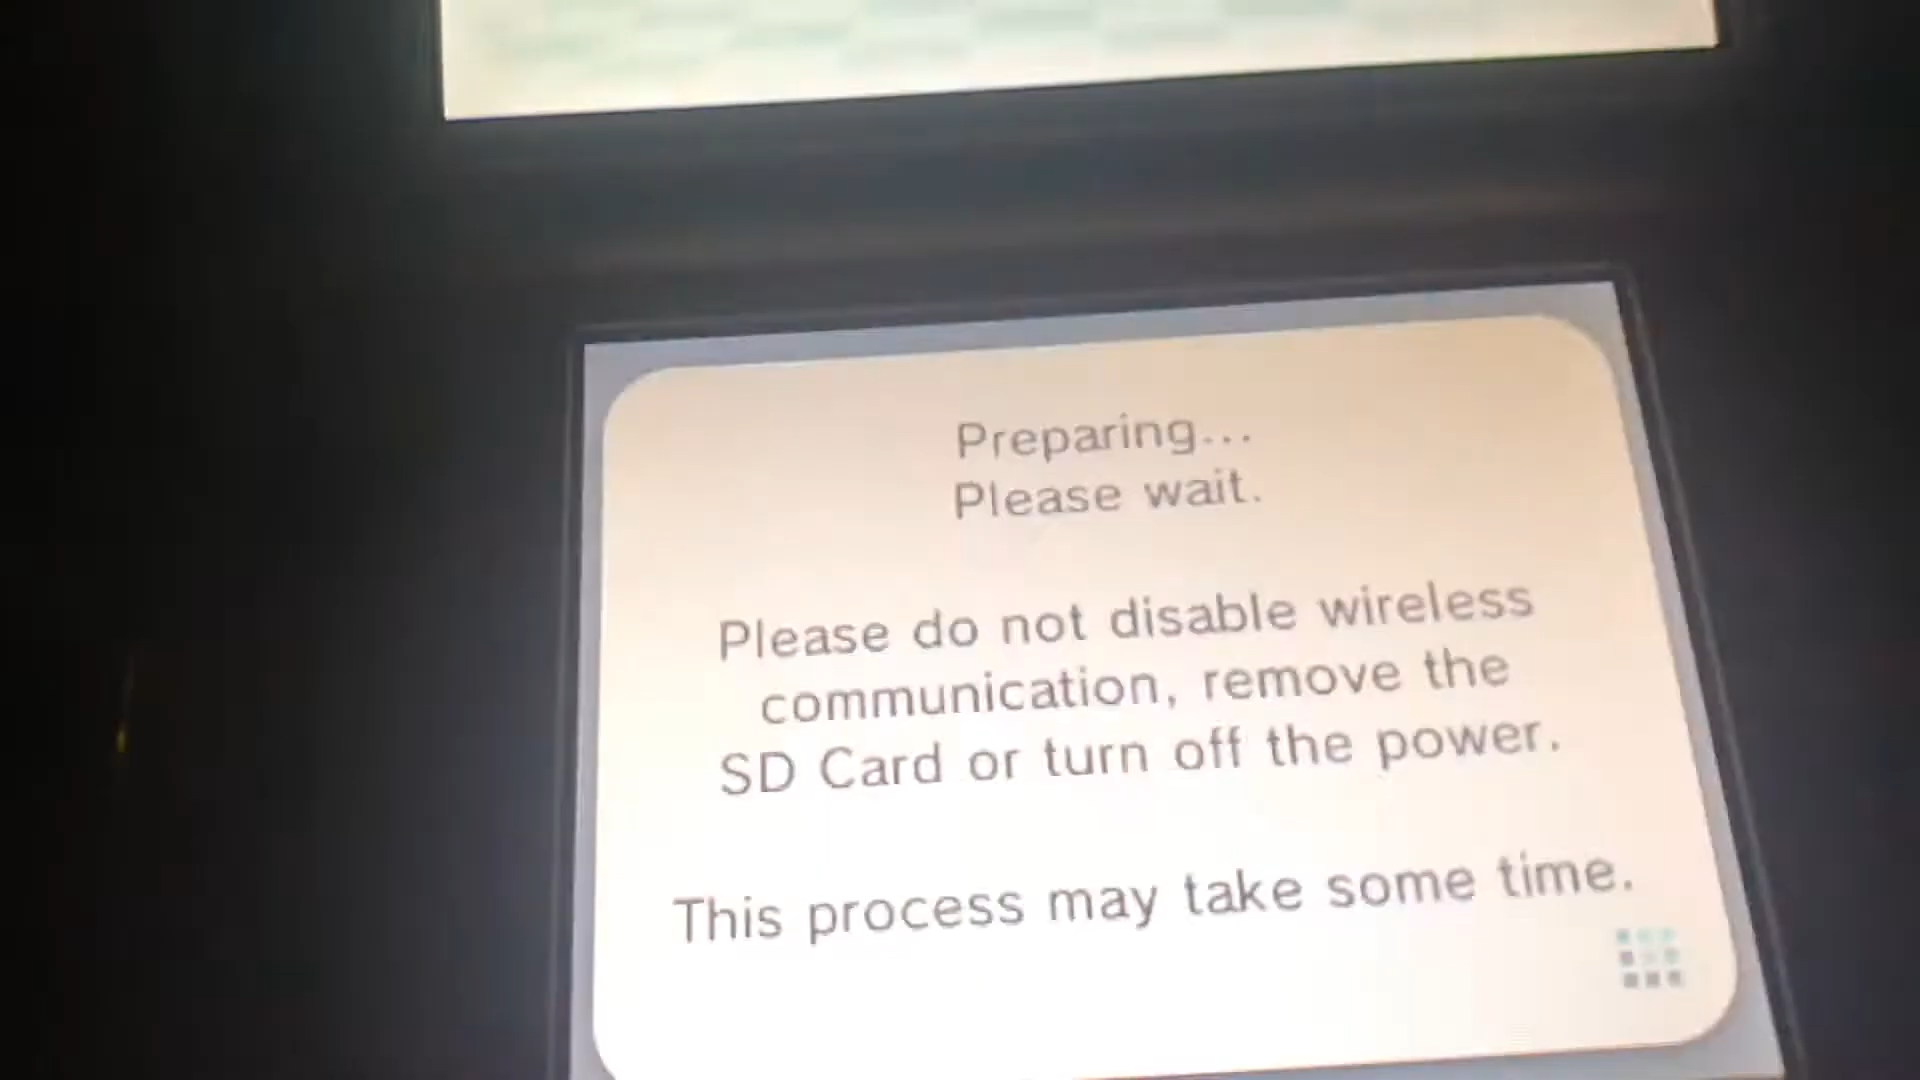 Preparing...
Please wait.
Please do not disable wireless
communication, remove the
SD Card or turn off the power.
This process may take some time.